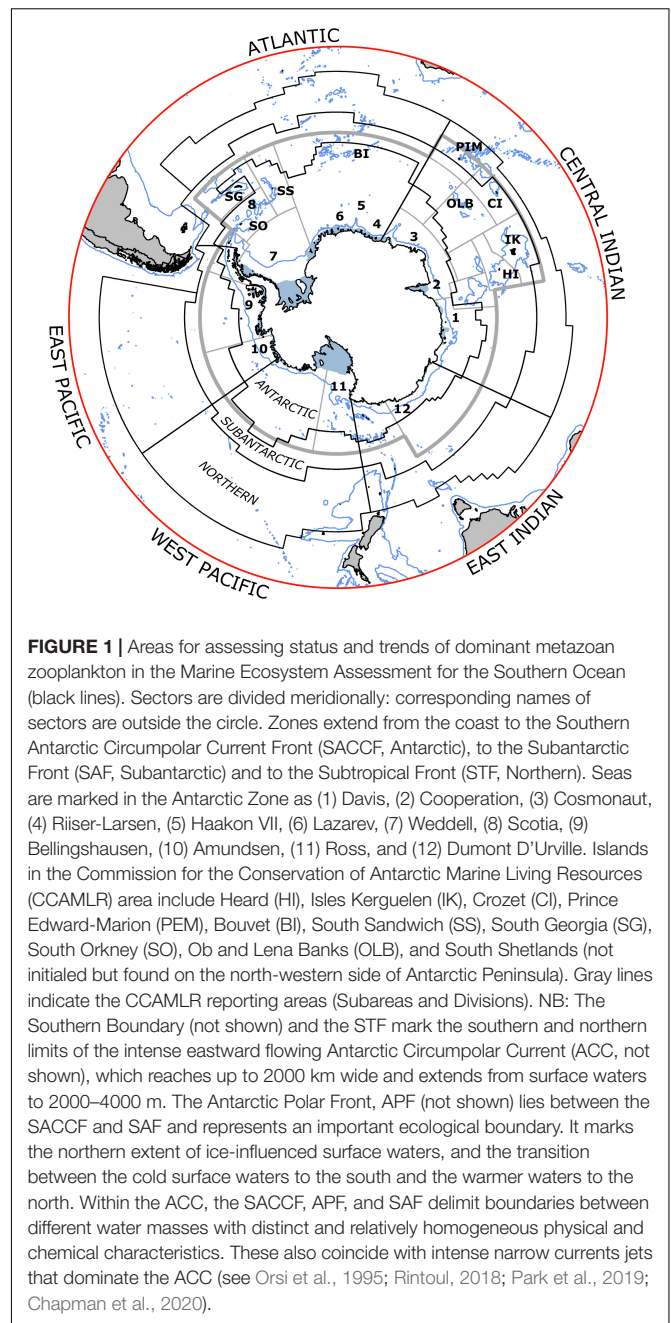 ATLANTIC
CENTRAL INDIAN
EAST INDIAN
WEST PACIFIC
EAST PACIFIC
BI
PIM
SG
SS
8
SO
OLB
CI
5
6
4
3
IK
7
HI
2
9
1
10
11
12
ANTARCTIC
SUBANTARCTIC
NORTHERN
FIGURE 1 | Areas for assessing status and trends of dominant metazoan
zooplankton in the Marine Ecosystem Assessment for the Southern Ocean
(black lines). Sectors are divided meridionally: corresponding names of
sectors are outside the circle. Zones extend from the coast to the Southern
Antarctic Circumpolar Current Front (SACCF, Antarctic), to the Subantarctic
Front (SAF, Subantarctic) and to the Subtropical Front (STF, Northern). Seas
are marked in the Antarctic Zone as (1) Davis, (2) Cooperation, (3) Cosmonaut,
(4) Riiser-Larsen, (5) Haakon VII, (6) Lazarev, (7) Weddell, (8) Scotia, (9)
Bellingshausen, (10) Amundsen, (11) Ross, and (12) Dumont D'Urville. Islands
in the Commission for the Conservation of Antarctic Marine Living Resources
(CCAMLR) area include Heard (HI), Isles Kerguelen (IK), Crozet (CI), Prince
Edward-Marion (PEM), Bouvet (BI), South Sandwich (SS), South Georgia (SG),
South Orkney (SO), Ob and Lena Banks (OLB), and South Shetlands (not
initialed but found on the north-western side of Antarctic Peninsula). Gray lines
indicate the CCAMLR reporting areas (Subareas and Divisions). NB: The
Southern Boundary (not shown) and the STF mark the southern and northern
limits of the intense eastward flowing Antarctic Circumpolar Current (ACC, not
shown), which reaches up to 2000 km wide and extends from surface waters
to 2000–4000 m. The Antarctic Polar Front, APF (not shown) lies between the
SACCF and SAF and represents an important ecological boundary. It marks
the northern extent of ice-influenced surface waters, and the transition
between the cold surface waters to the south and the warmer waters to the
north. Within the ACC, the SACCF, APF, and SAF delimit boundaries between
different water masses with distinct and relatively homogeneous physical and
chemical characteristics. These also coincide with intense narrow currents jets
that dominate the ACC (see Orsi et al., 1995; Rintoul, 2018; Park et al., 2019;
Chapman et al., 2020).